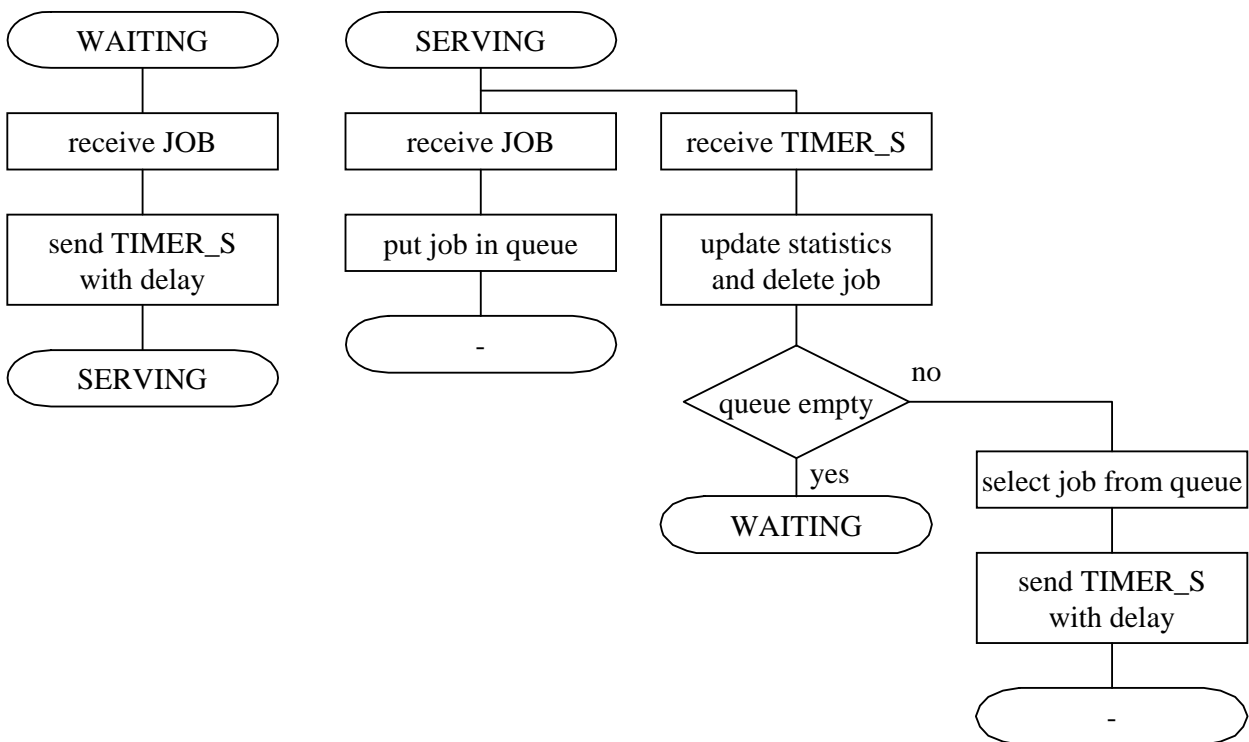 WAITING
receive JOB
send TIMER_S
with delay
SERVING
SERVING
receive JOB
put job in queue
-
receive TIMER_S
update statistics
and delete job
queue empty
no
yes
WAITING
select job from queue
send TIMER_S
with delay
-